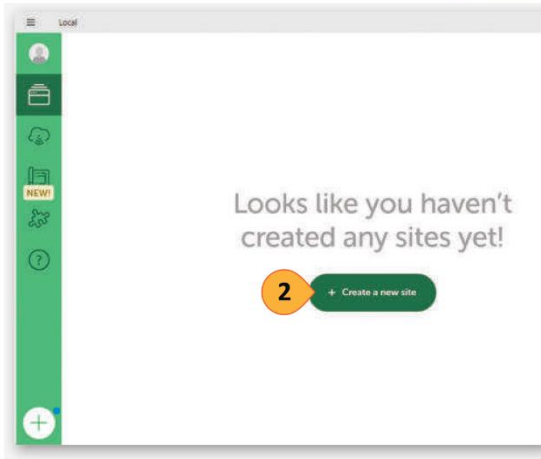 Local
NEW!
Looks like you haven't
created any sites yet!
2
+ Create a new site
?
+